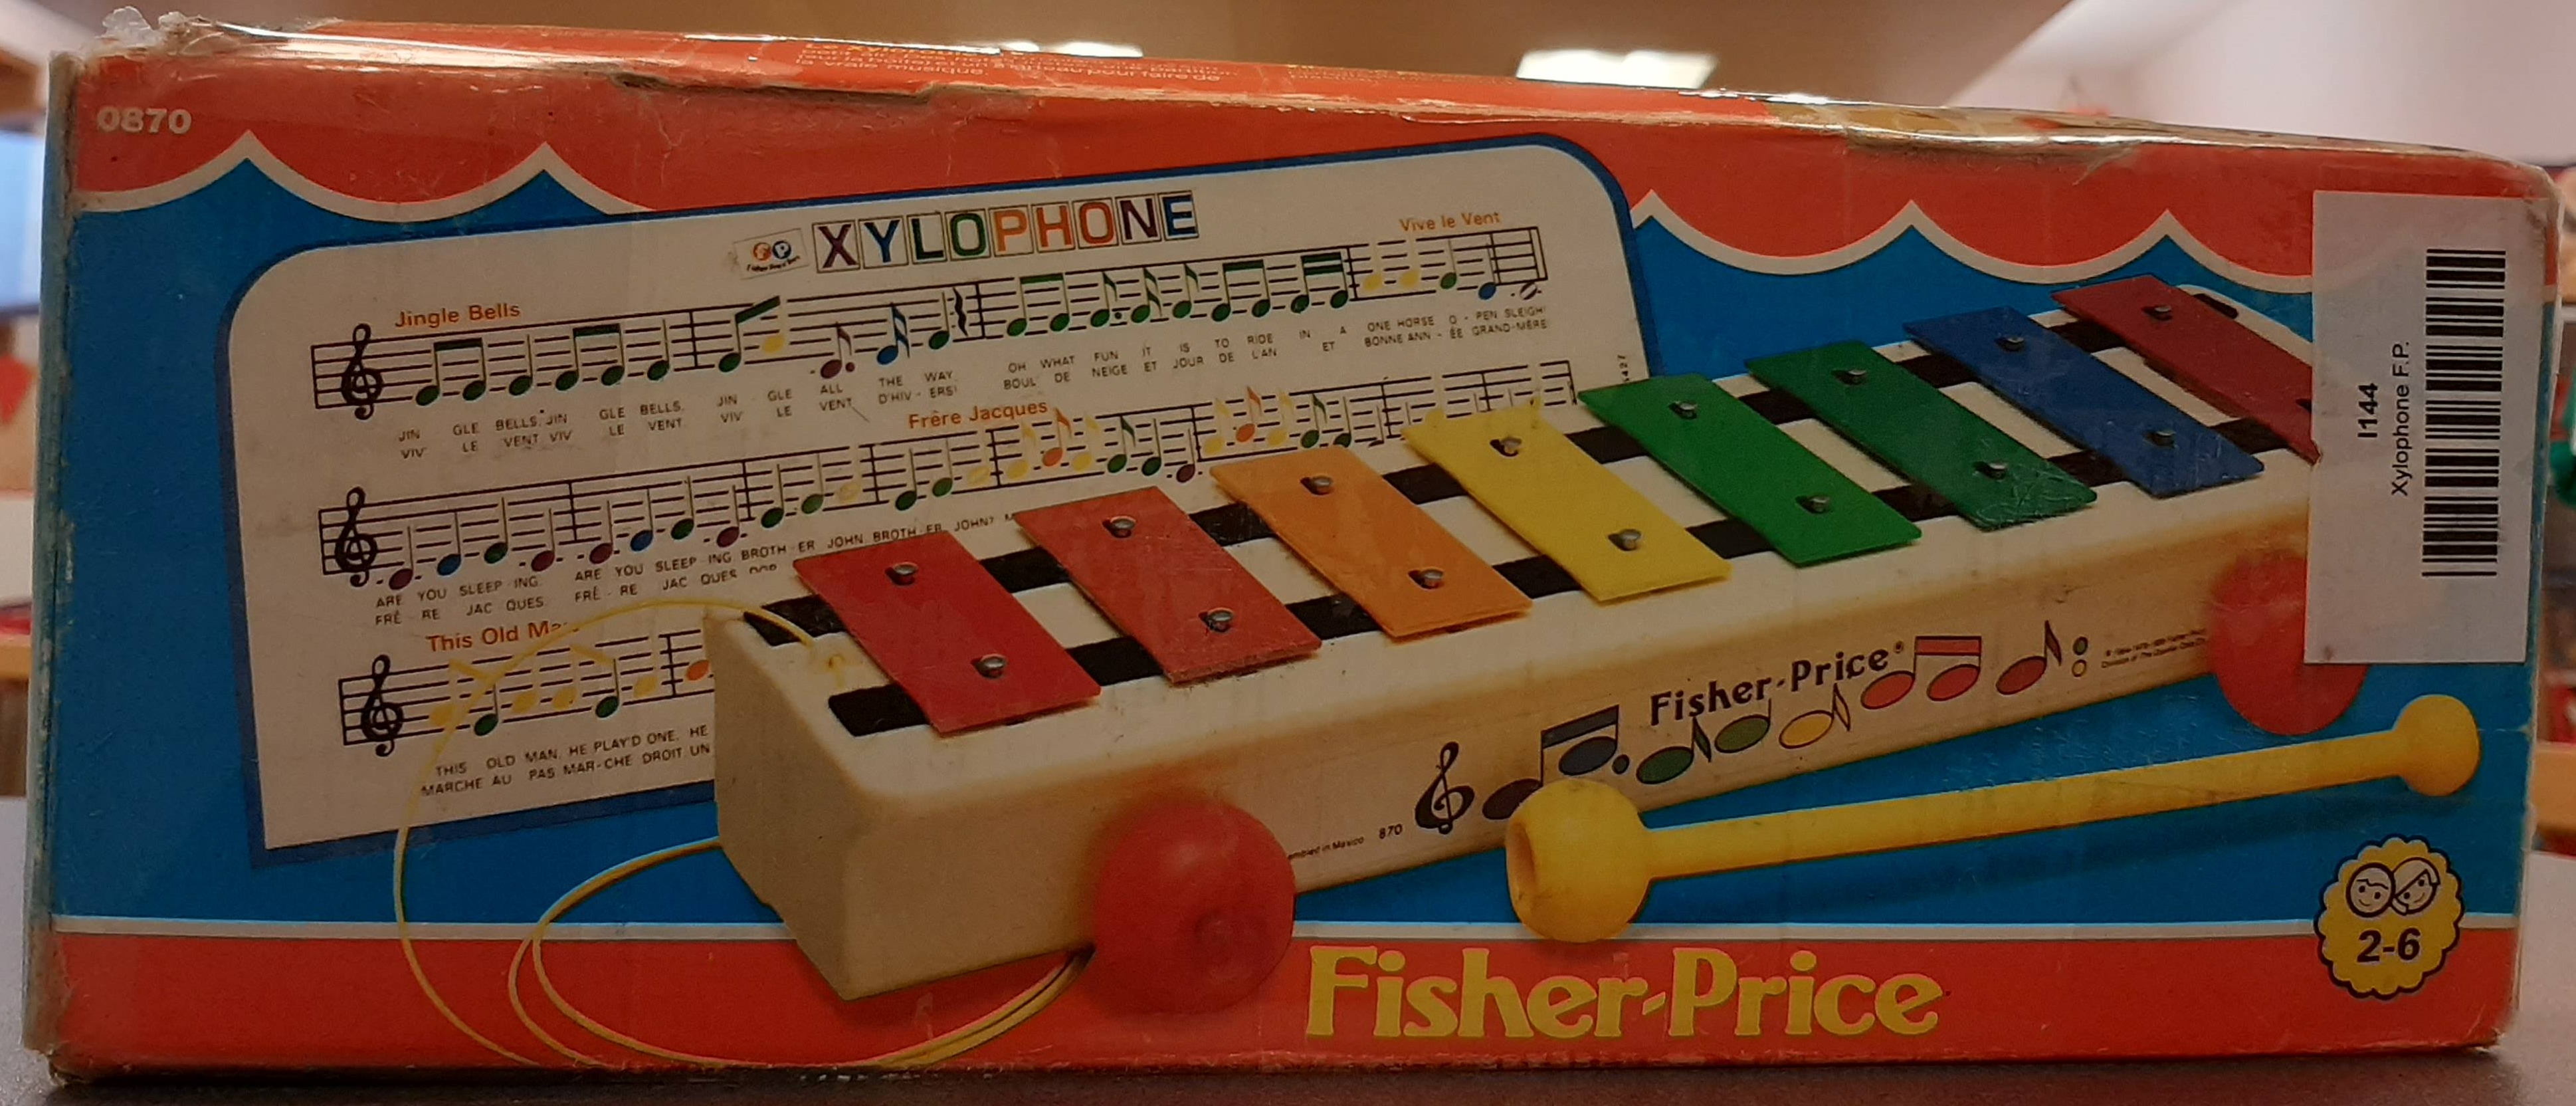 0870
XYLOPHONE
Jingle Bells
Vive le Vent
JIN GLE BELLS, JIN GLE BELLS, JIN GLE ALL THE WAY. OH WHAT FUN IT IS TO RIDE IN A ONE HORSE O - PEN SLEIGH!
VIV LE VENT VIV LE VENT VIV LE VENT D'HIV - ERS! BOUL DE NEIGE ET JOUR DE L'AN ET BONNE ANN - ÉE GRAND-MÈRE
Frère Jacques
ARE YOU SLEEP - ING. ARE YOU SLEEP ING. BROTH - ER JOHN. BROTH - ER JOHN?
FRÈ - RE JAC QUES. FRÈ - RE JAC QUES
This Old
THIS OLD MAN, HE PLAY'D ONE, HE
MARCHE AU PAS MAR-CHE DROIT UN
Fisher-Price®
in Mexico 870
Fisher-Price
2-6
I144
Xylophone F.P.